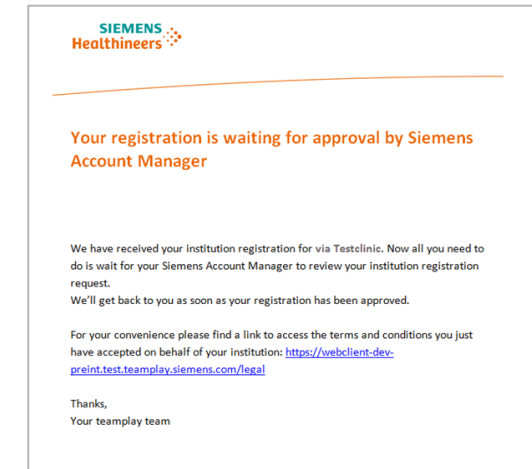 SIEMENS
Healthineers
Your registration is waiting for approval by Siemens
Account Manager
We have received your institution registration for via Testclinic. Now all you need to
do is wait for your Siemens Account Manager to review your institution registration
request.
We'll get back to you as soon as your registration has been approved.
For your convenience please find a link to access the terms and conditions you just
have accepted on behalf of your institution: https://webclient-dev-
preint.test.teamplay.siemens.com/legal
Thanks,
Your teamplay team